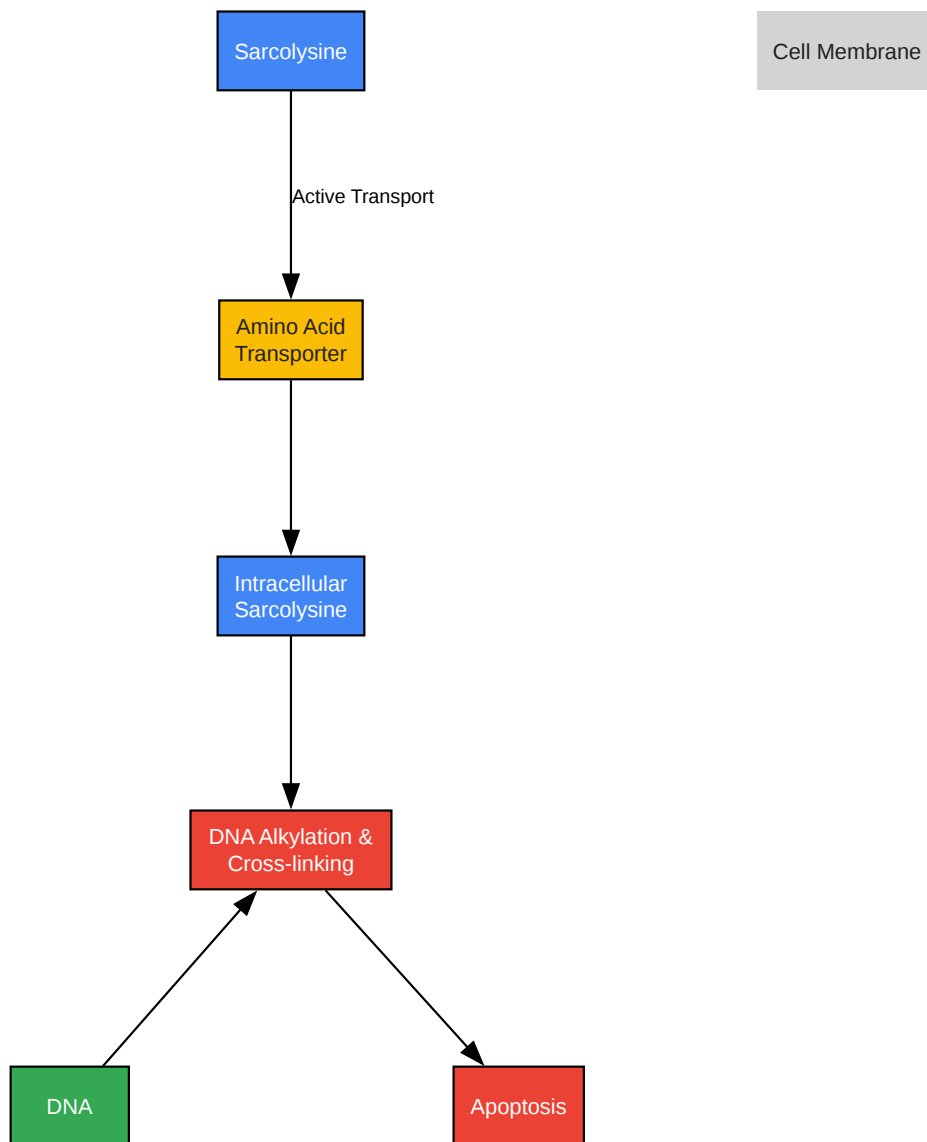 Sarcolysine
Cell Membrane
Active Transport
Amino Acid
Transporter
Intracellular
Sarcolysine
DNA Alkylation &
Cross-linking
DNA
Apoptosis